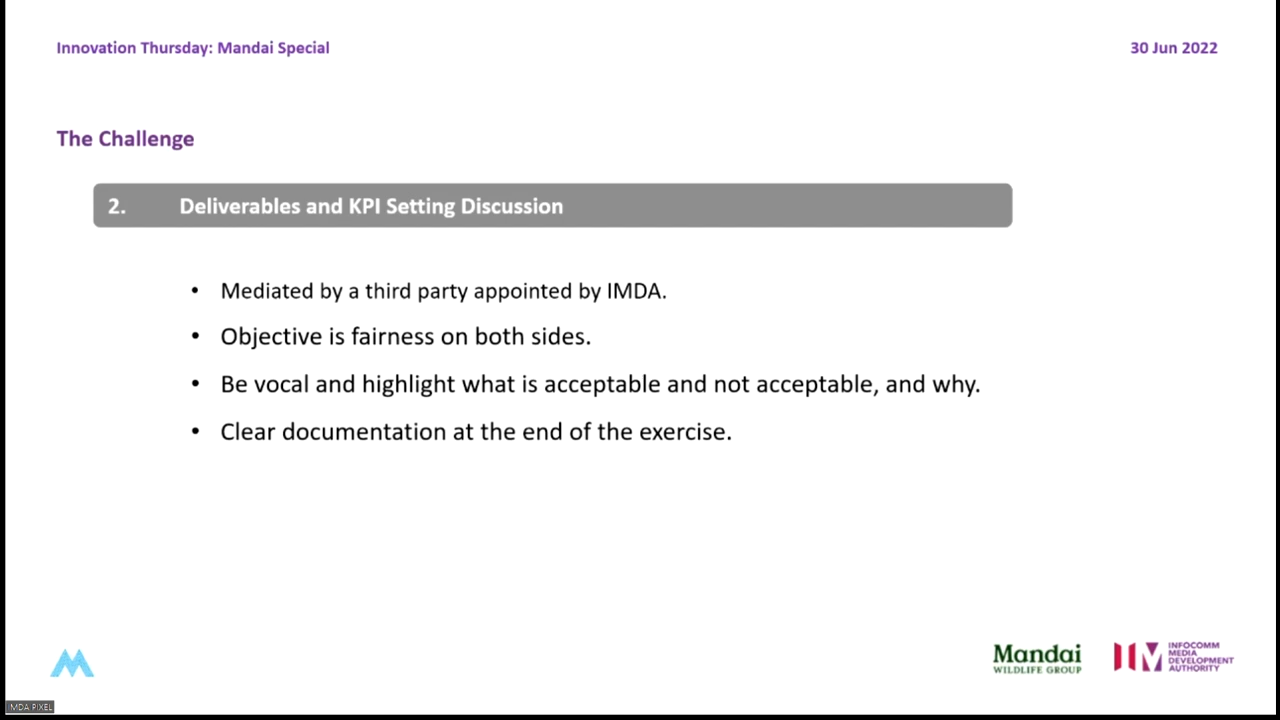 Innovation Thursday: Mandai Special
30 Jun 2022
The Challenge
2. Deliverables and KPI Setting Discussion
• Mediated by a third party appointed by IMDA.
• Objective is fairness on both sides.
• Be vocal and highlight what is acceptable and not acceptable, and why.
• Clear documentation at the end of the exercise.
Mandai
WILDLIFE GROUP
INFOCOMM
MEDIA
DEVELOPMENT
AUTHORITY
IMDA PIXEL